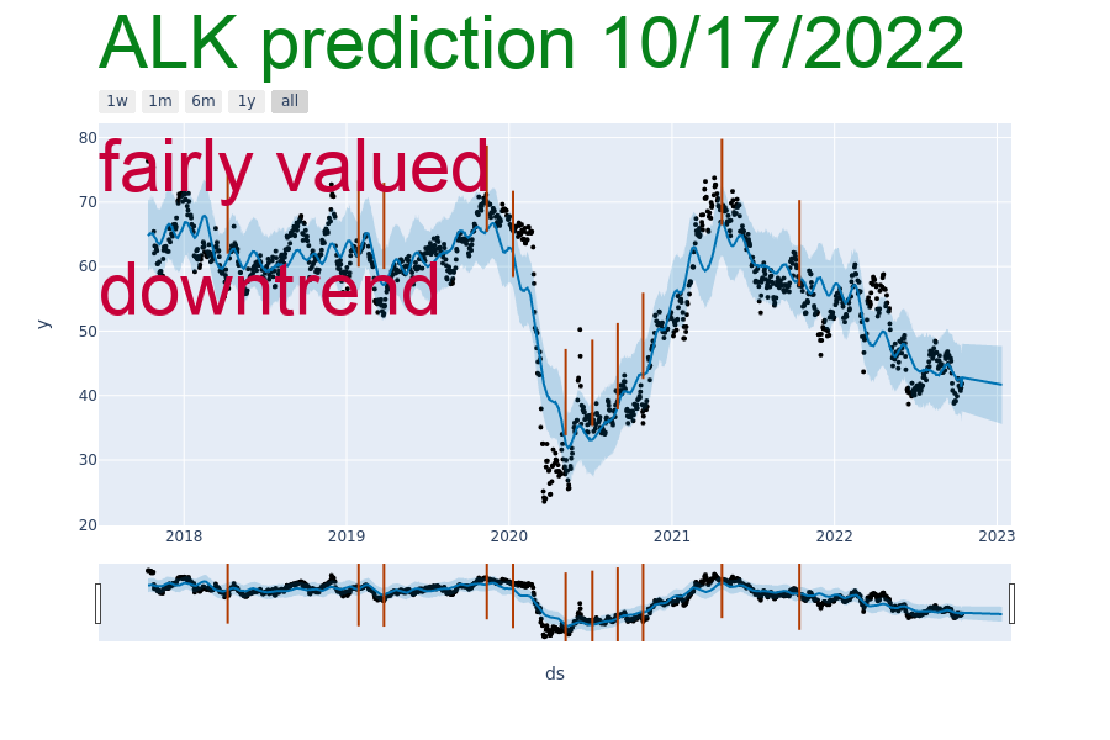 ALK prediction 10/17/2022
1w 1m 6m 1y all
fairly valued
downtrend
80
70
60
50
40
30
20
y
2018 2019 2020 2021 2022 2023
ds